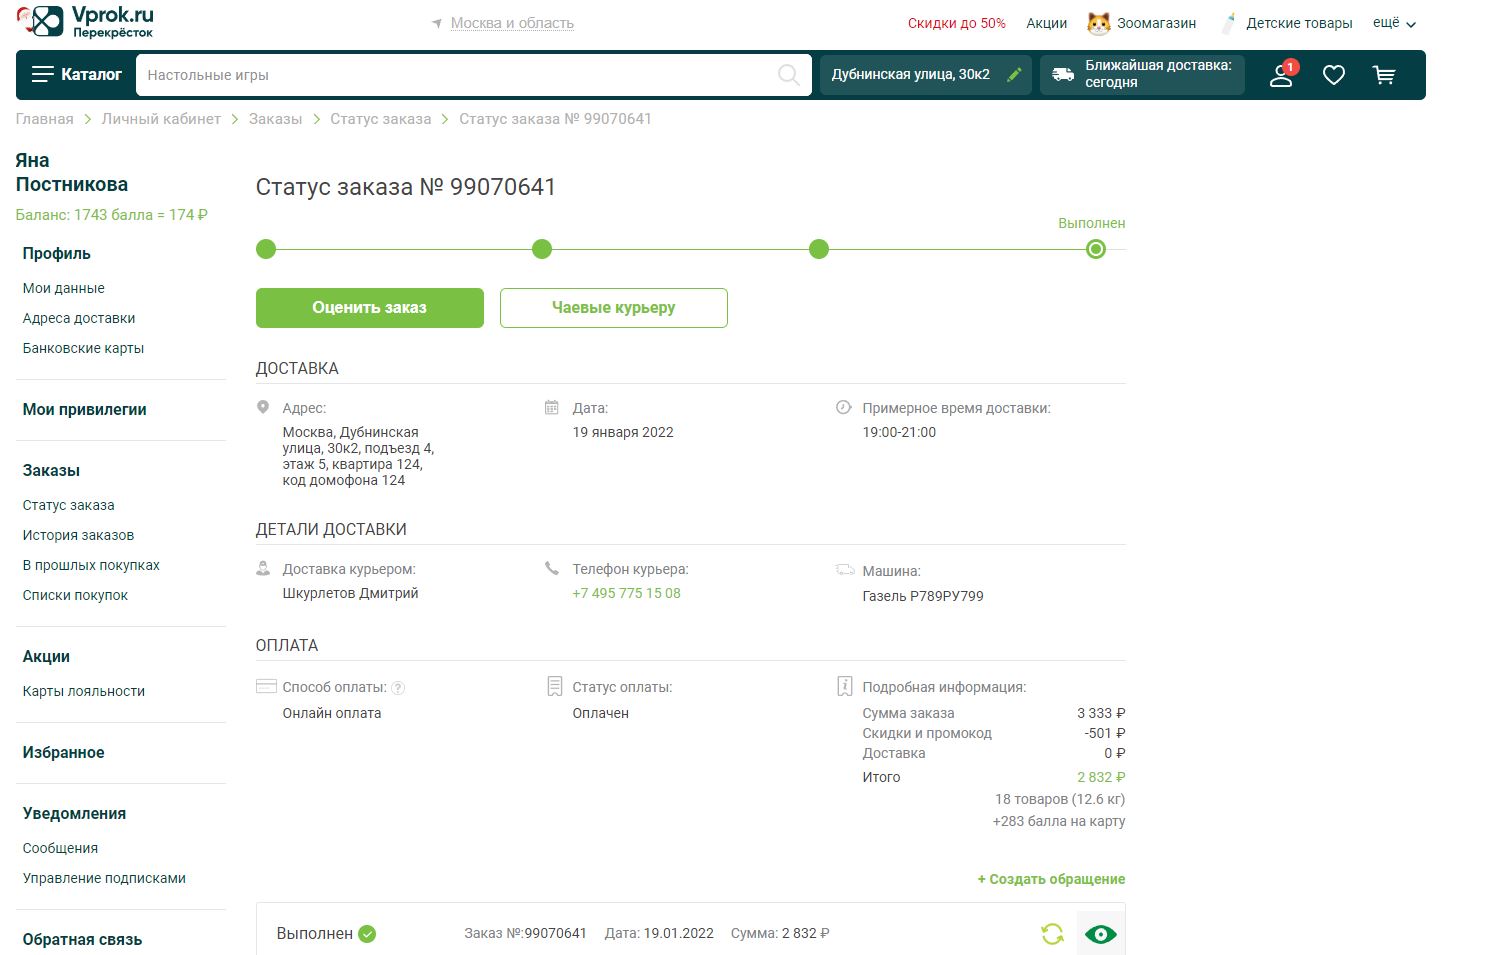 Vprok.ru
Перекрёсток
Москва и область
Скидки до 50%
Акции
Зоомагазин
Детские товары
ещё
Каталог
Настольные игры
Дубнинская улица, 30к2
Ближайшая доставка:
сегодня
1
Главная
Личный кабинет
Заказы
Статус заказа
Статус заказа № 99070641
Яна
Постникова
Баланс: 1743 балла = 174 ₽
Профиль
Мои данные
Адреса доставки
Банковские карты
Мои привилегии
Заказы
Статус заказа
История заказов
В прошлых покупках
Списки покупок
Акции
Карты лояльности
Избранное
Уведомления
Сообщения
Управление подписками
Обратная связь
Статус заказа № 99070641
Выполнен
Оценить заказ
Чаевые курьеру
ДОСТАВКА
Адрес:
Москва, Дубнинская
улица, 30к2, подъезд 4,
этаж 5, квартира 124,
код домофона 124
Дата:
19 января 2022
Примерное время доставки:
19:00-21:00
ДЕТАЛИ ДОСТАВКИ
Доставка курьером:
Шкурлетов Дмитрий
Телефон курьера:
+7 495 775 15 08
Машина:
Газель Р789РУ799
ОПЛАТА
Способ оплаты: ?
Онлайн оплата
Статус оплаты:
Оплачен
Подробная информация:
Сумма заказа 3 333 ₽
Скидки и промокод -501 ₽
Доставка 0 ₽
Итого 2 832 ₽
18 товаров (12.6 кг)
+283 балла на карту
+ Создать обращение
Выполнен
Заказ №:99070641
Дата: 19.01.2022
Сумма: 2 832 ₽